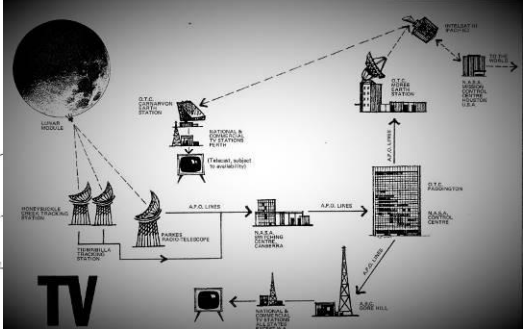 INTELSAT III
(PACIFIC)
TO THE
WORLD
N.A.S.A.
MISSION
CONTROL
CENTRE
HOUSTON
U.S.A.
LUNAR
MODULE
O.T.C.
CARNARVON
EARTH
STATION
O.T.C.
MOREE
EARTH
STATION
NATIONAL &
COMMERCIAL
TV STATIONS
PERTH
(Telecast, subject
to availability)
HONEYSUCKLE
CREEK TRACKING
STATION
TIDBINBILLA
TRACKING
STATION
PARKES
RADIO-TELESCOPE
A.P.O. LINES
N.A.S.A.
SWITCHING
CENTRE,
CANBERRA
A.P.O. LINES
A.P.O. LINES
O.T.C.
PADDINGTON
N.A.S.A.
CONTROL
CENTRE
A.P.O. LINES
A.B.C.
GORE HILL
NATIONAL &
COMMERCIAL
TV STATIONS
ALL STATES
TV